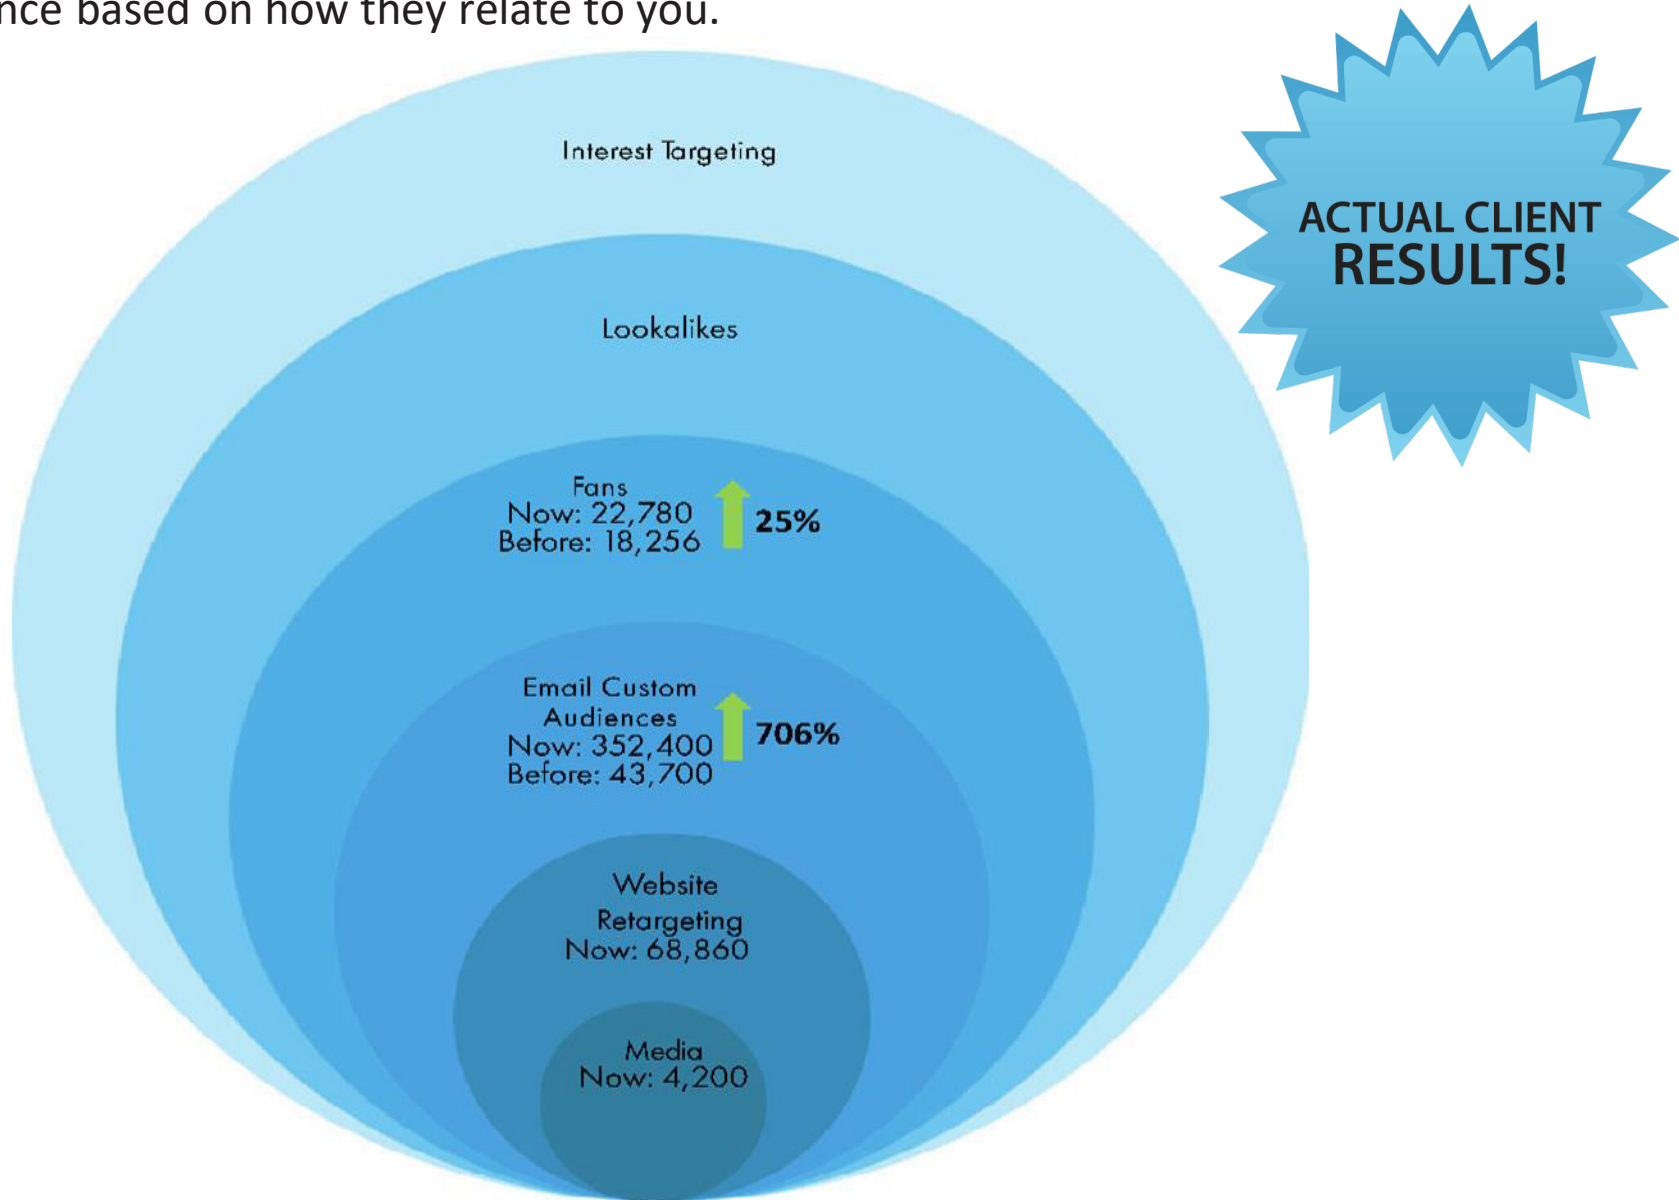 nce based on how they relate to you.
ACTUAL CLIENT
RESULTS!
Interest Targeting
Lookalikes
Fans
Now: 22,780
Before: 18,256
25%
Email Custom
Audiences
Now: 352,400
Before: 43,700
706%
Website
Retargeting
Now: 68,860
Media
Now: 4,200